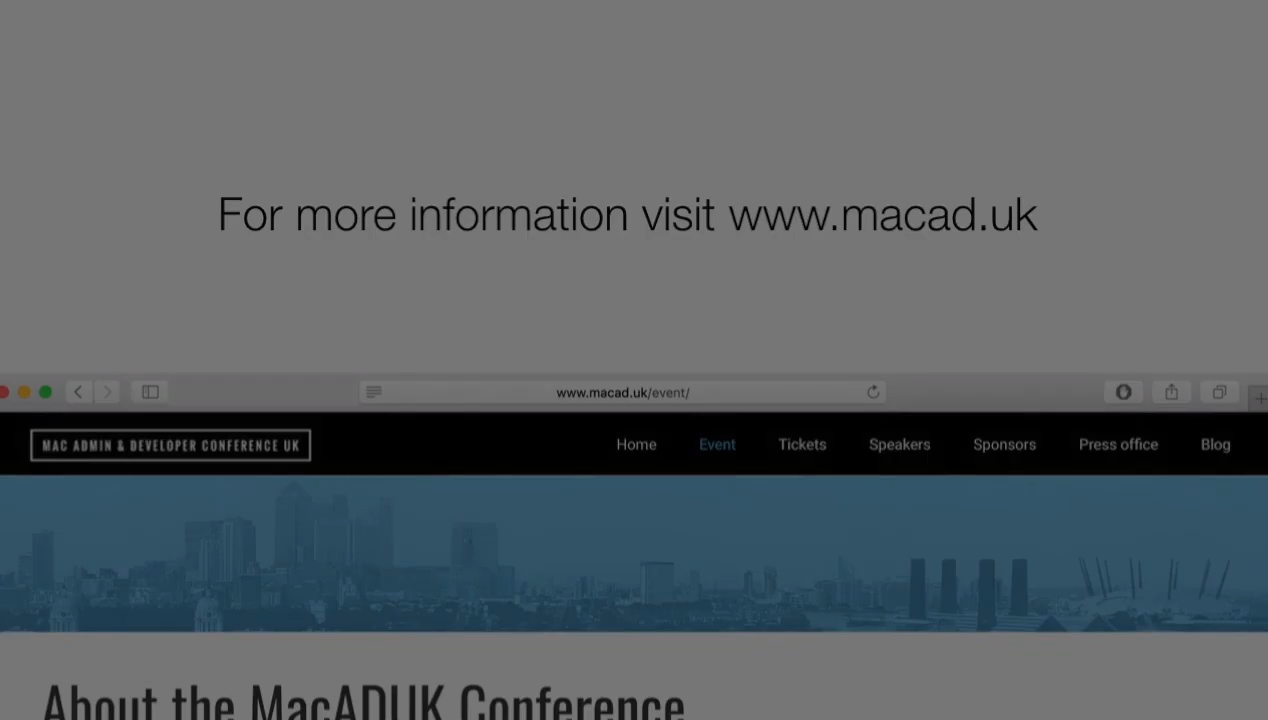 For more information visit www.macad.uk
www.macad.uk/event/
MAC ADMIN & DEVELOPER CONFERENCE UK
Home Event Tickets Speakers Sponsors Press office Blog
About the MacADUK Conference